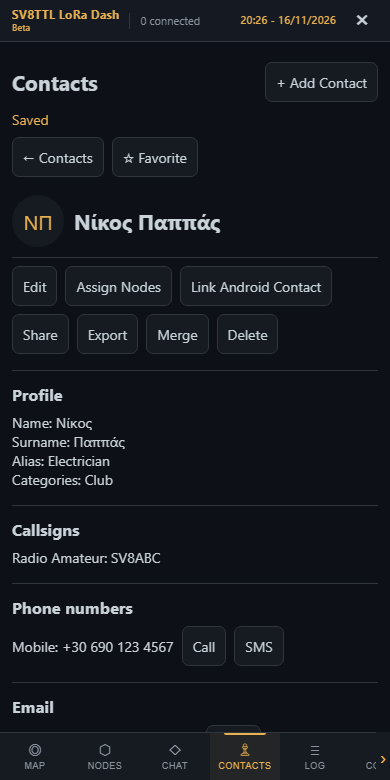 SV8TTL LoRa Dash
Beta
0 connected
20:26 - 16/11/2026
✕
Contacts
+ Add Contact
Saved
← Contacts
☆ Favorite
ΝΠ
Νίκος Παππάς
Edit
Assign Nodes
Link Android Contact
Share
Export
Merge
Delete
Profile
Name: Νίκος
Surname: Παππάς
Alias: Electrician
Categories: Club
Callsigns
Radio Amateur: SV8ABC
Phone numbers
Mobile: +30 690 123 4567
Call
SMS
Email
MAP
NODES
CHAT
CONTACTS
LOG